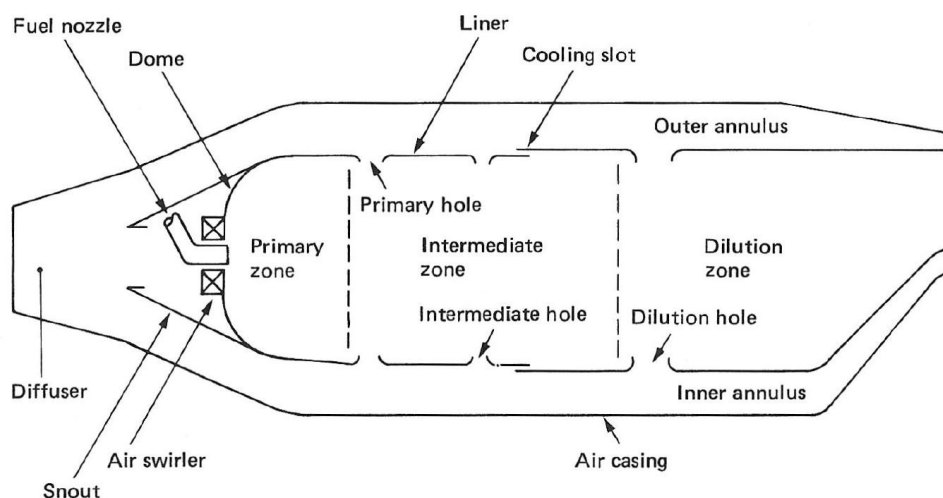 Fuel nozzle
Dome
Liner
Cooling slot
Outer annulus
Primary hole
Primary
zone
Intermediate
zone
Dilution
zone
Intermediate hole
Dilution hole
Diffuser
Inner annulus
Air swirler
Air casing
Snout